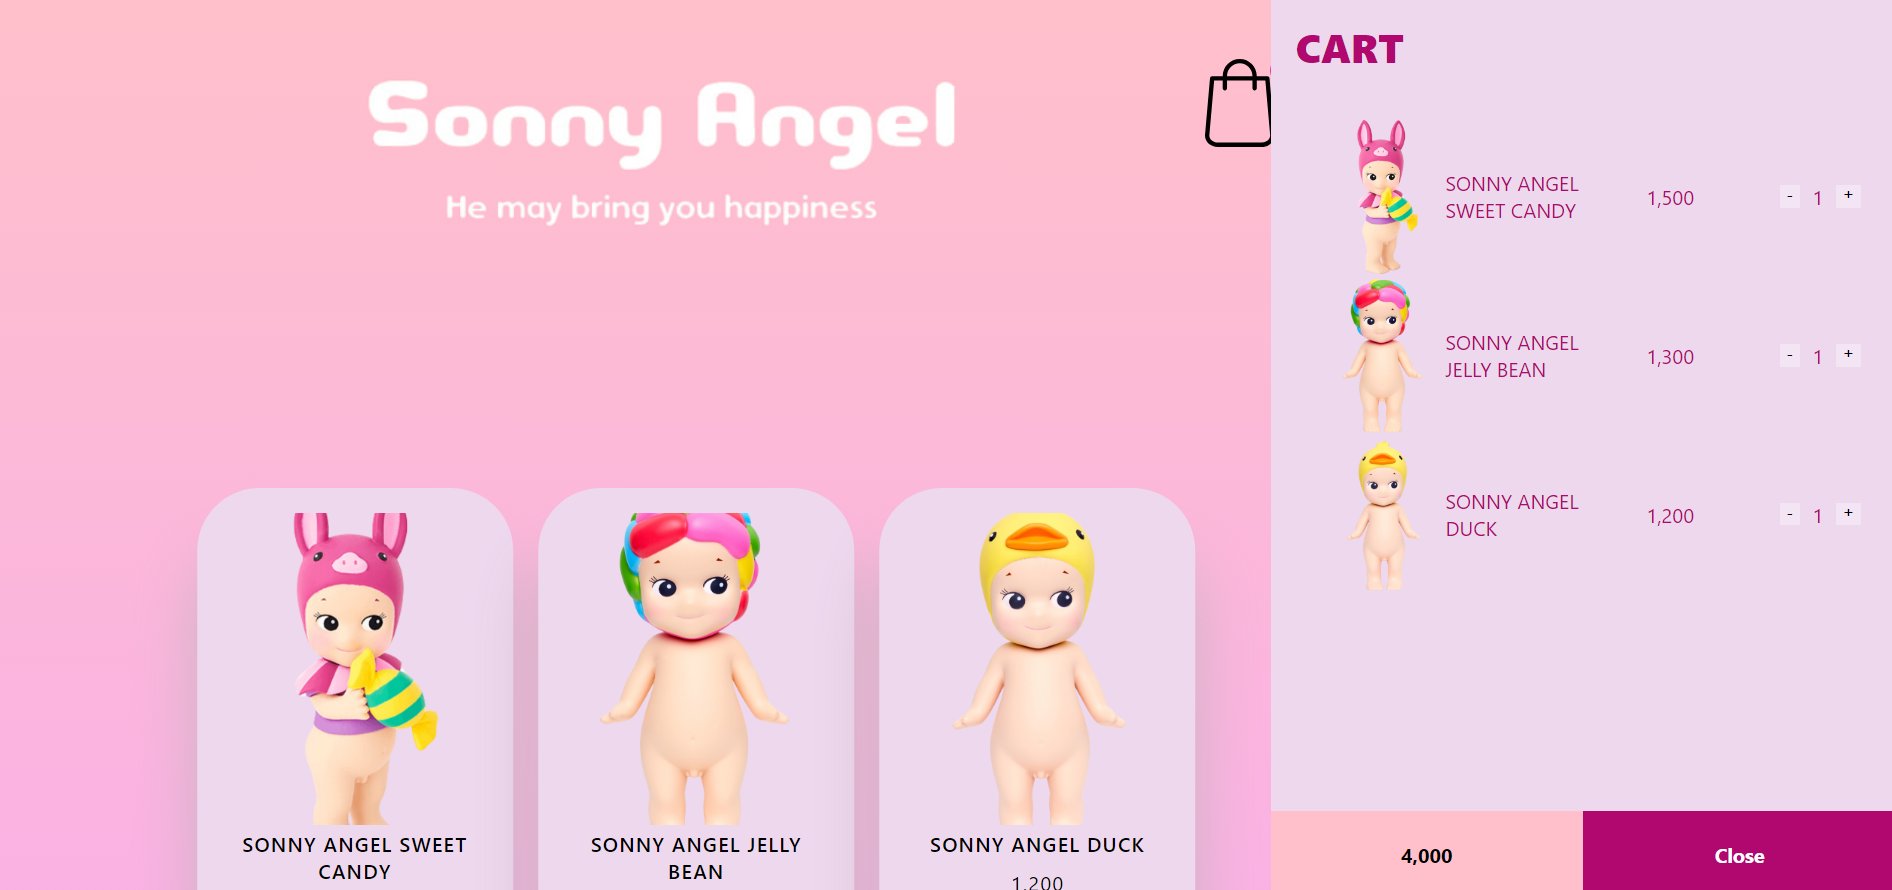 Sonny Angel
He may bring you happiness
SONNY ANGEL SWEET
CANDY
SONNY ANGEL JELLY
BEAN
SONNY ANGEL DUCK
1,200
CART
SONNY ANGEL
SWEET CANDY
1,500
- 1 +
SONNY ANGEL
JELLY BEAN
1,300
- 1 +
SONNY ANGEL
DUCK
1,200
- 1 +
4,000
Close